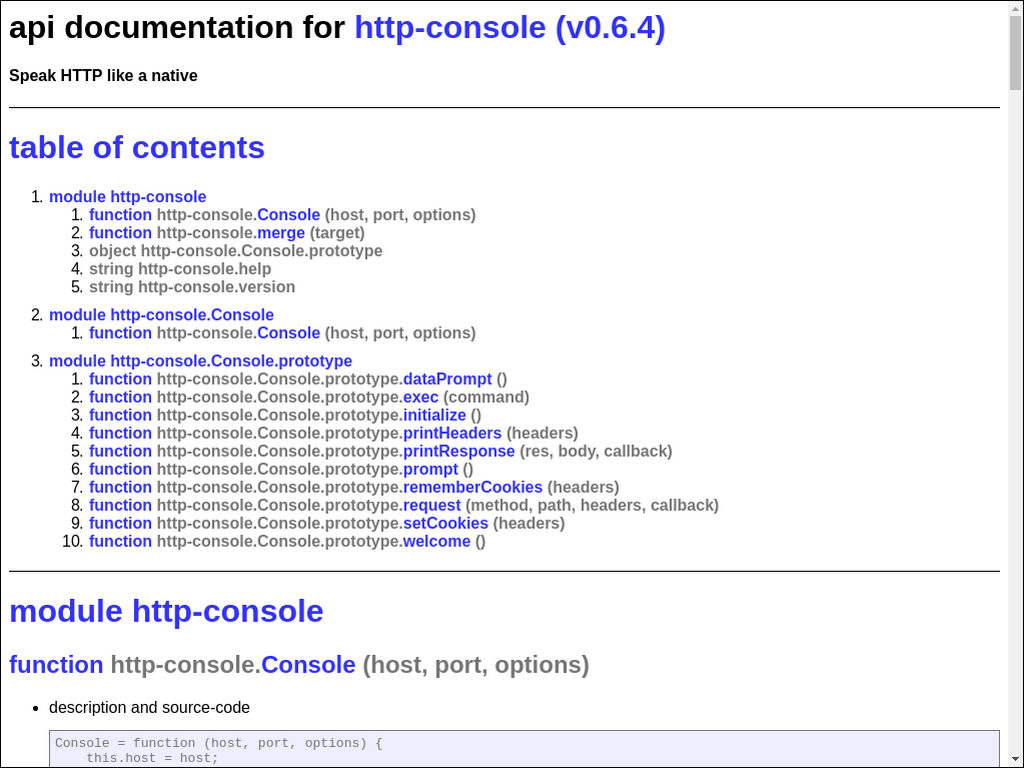 api documentation for http-console (v0.6.4)
Speak HTTP like a native
table of contents
1. module http-console
1. function http-console.Console (host, port, options)
2. function http-console.merge (target)
3. object http-console.Console.prototype
4. string http-console.help
5. string http-console.version
2. module http-console.Console
1. function http-console.Console (host, port, options)
3. module http-console.Console.prototype
1. function http-console.Console.prototype.dataPrompt ()
2. function http-console.Console.prototype.exec (command)
3. function http-console.Console.prototype.initialize ()
4. function http-console.Console.prototype.printHeaders (headers)
5. function http-console.Console.prototype.printResponse (res, body, callback)
6. function http-console.Console.prototype.prompt ()
7. function http-console.Console.prototype.rememberCookies (headers)
8. function http-console.Console.prototype.request (method, path, headers, callback)
9. function http-console.Console.prototype.setCookies (headers)
10. function http-console.Console.prototype.welcome ()
module http-console
function http-console.Console (host, port, options)
• description and source-code
Console = function (host, port, options) {
    this.host = host;